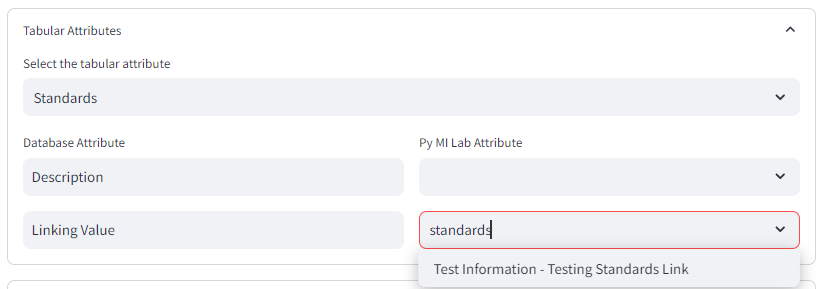 Tabular Attributes
Select the tabular attribute
Standards
Database Attribute
Py MI Lab Attribute
Description
Linking Value
standards
Test Information - Testing Standards Link